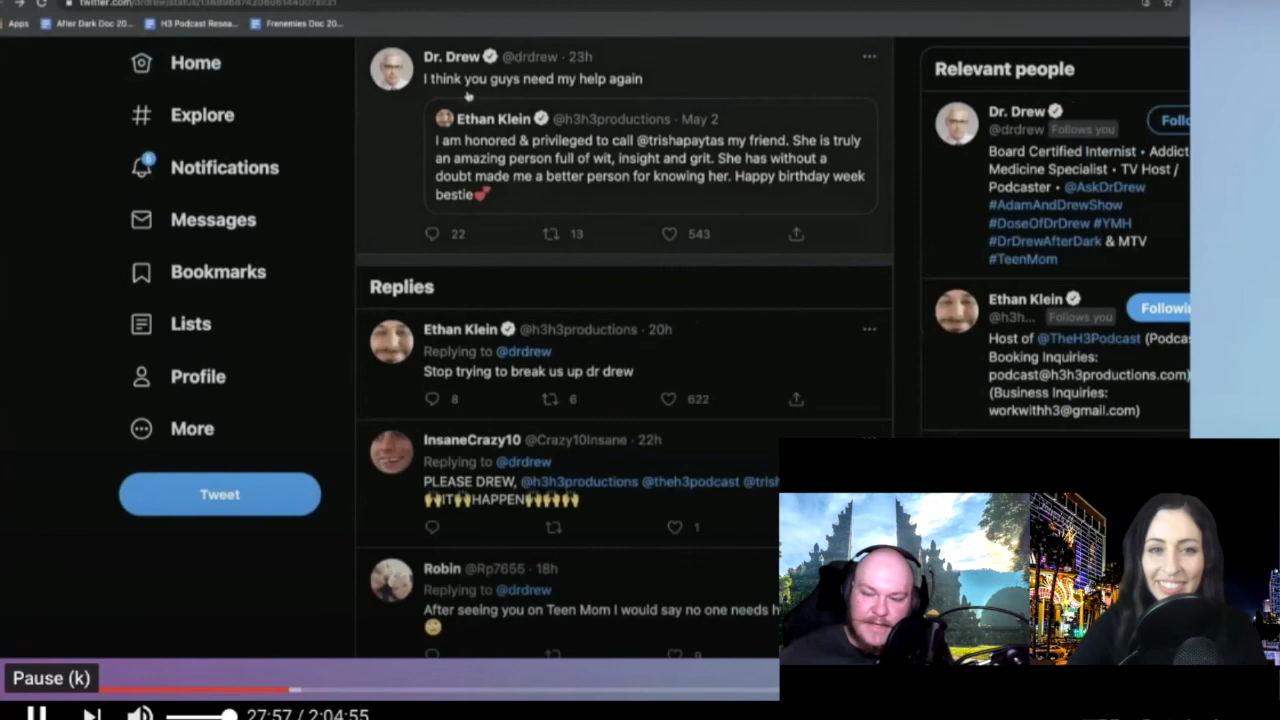 Apps
After Dark Doc 20...
H3 Podcast Resea...
Frenemies Doc 20...
Home
Explore
6
Notifications
Messages
Bookmarks
Lists
Profile
More
Tweet
Dr. Drew @drdrew · 23h
I think you guys need my help again
Ethan Klein @h3h3productions · May 2
I am honored & privileged to call @trishapaytas my friend. She is truly
an amazing person full of wit, insight and grit. She has without a
doubt made me a better person for knowing her. Happy birthday week
bestie💕
22
13
543
Replies
Ethan Klein @h3h3productions · 20h
Replying to @drdrew
Stop trying to break us up dr drew
8
6
622
InsaneCrazy10 @Crazy10Insane · 22h
Replying to @drdrew
PLEASE DREW, @h3h3productions @theh3podcast @trish
🙌IT🙌HAPPEN🙌🙌🙌🙌
1
Robin @Rp7655 · 18h
Replying to @drdrew
After seeing you on Teen Mom I would say no one needs
Relevant people
Dr. Drew
Follo
@drdrew Follows you
Board Certified Internist • Addict
Medicine Specialist • TV Host /
Podcaster • @AskDrDrew
#AdamAndDrewShow
#DoseOfDrDrew #YMH
#DrDrewAfterDark & MTV
#TeenMom
Ethan Klein
Followin
@h3h... Follows you
Host of @TheH3Podcast (Podca
Booking Inquiries:
podcast@h3h3productions.com)
(Business Inquiries:
workwithh3@gmail.com)
Pause (k)
27:57 / 2:04:55